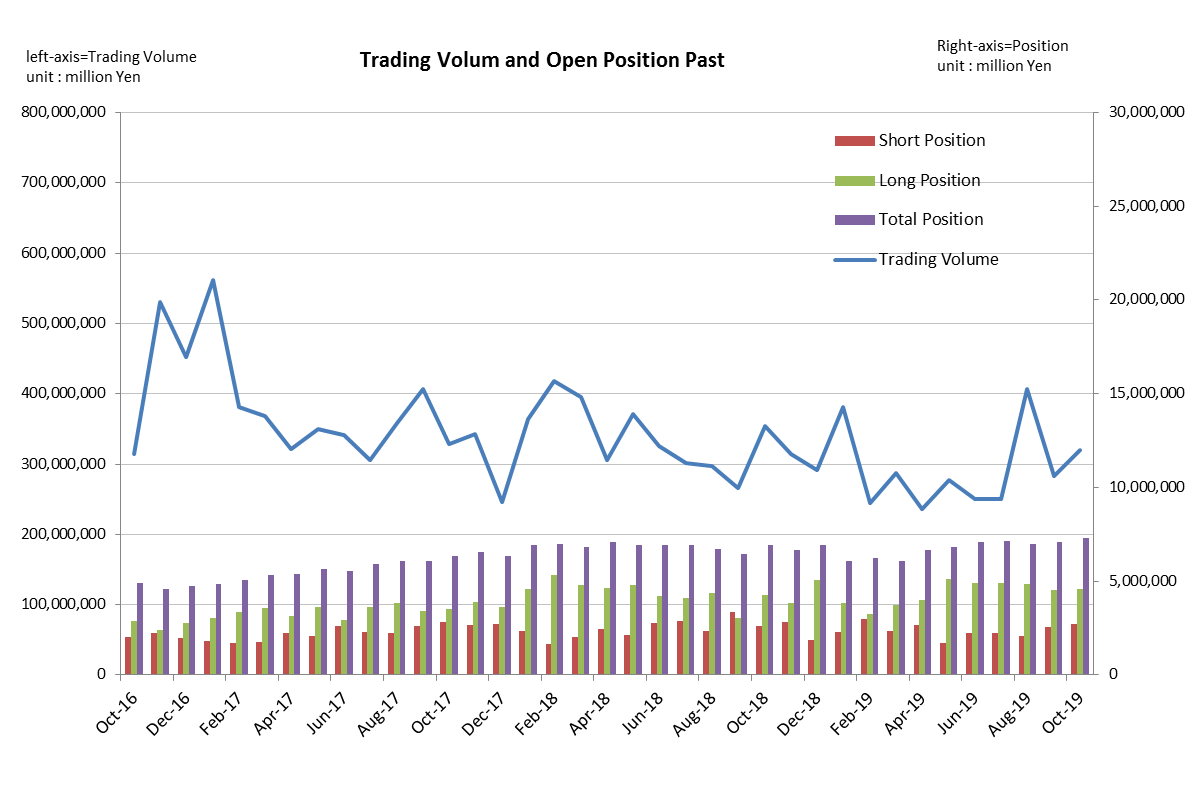 left-axis=Trading Volume
unit : million Yen
Trading Volum and Open Position Past
Right-axis=Position
unit : million Yen
800,000,000
700,000,000
600,000,000
500,000,000
400,000,000
300,000,000
200,000,000
100,000,000
0
30,000,000
25,000,000
20,000,000
15,000,000
10,000,000
5,000,000
0
Short Position
Long Position
Total Position
Trading Volume
Oct-16
Dec-16
Feb-17
Apr-17
Jun-17
Aug-17
Oct-17
Dec-17
Feb-18
Apr-18
Jun-18
Aug-18
Oct-18
Dec-18
Feb-19
Apr-19
Jun-19
Aug-19
Oct-19